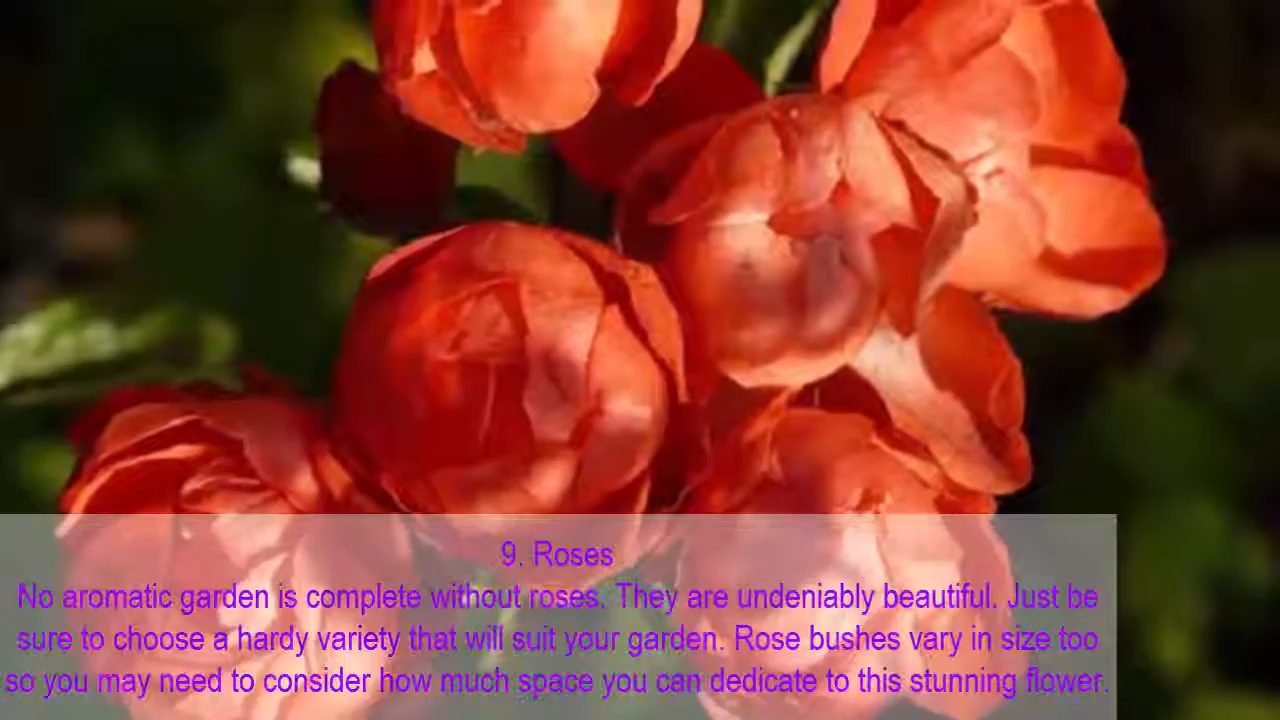 9. Roses
No aromatic garden is complete without roses. They are undeniably beautiful. Just be
sure to choose a hardy variety that will suit your garden. Rose bushes vary in size too
so you may need to consider how much space you can dedicate to this stunning flower.